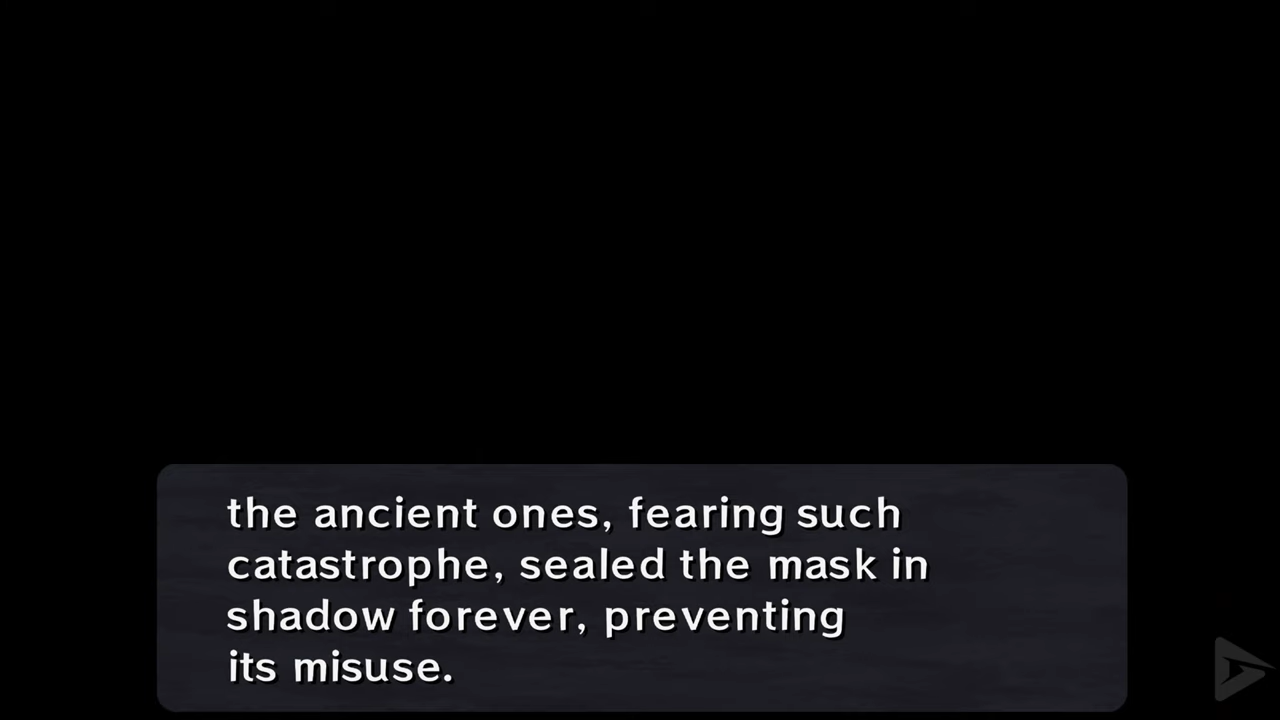 the ancient ones, fearing such
catastrophe, sealed the mask in
shadow forever, preventing
its misuse.